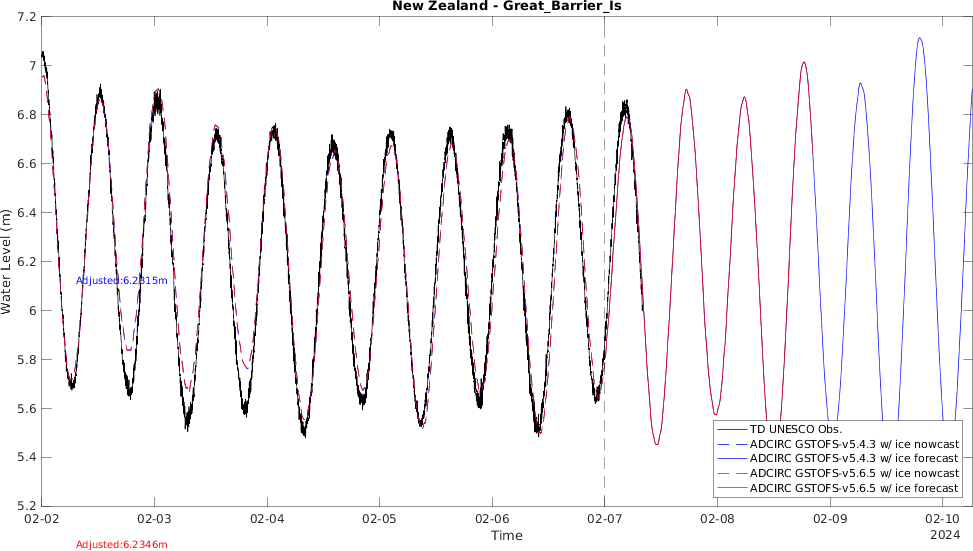 New Zealand - Great_Barrier_Is
7.2
7
6.8
6.6
6.4
6.2
6
5.8
5.6
5.4
5.2
Water Level (m)
Adjusted:6.2315m
TD UNESCO Obs.
ADCIRC GSTOFS-v5.4.3 w/ ice nowcast
ADCIRC GSTOFS-v5.4.3 w/ ice forecast
ADCIRC GSTOFS-v5.6.5 w/ ice nowcast
ADCIRC GSTOFS-v5.6.5 w/ ice forecast
02-02 02-03 02-04 02-05 02-06 02-07 02-08 02-09 02-10
Time
2024
Adjusted:6.2346m